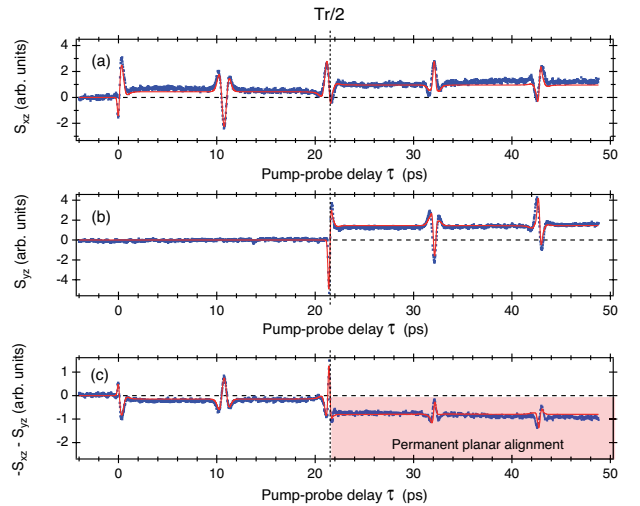 Tr/2
(a)
S_xz (arb. units)
4
2
0
-2
0 10 20 30 40 50
Pump-probe delay τ (ps)
(b)
S_yz (arb. units)
4
2
0
-2
-4
0 10 20 30 40 50
Pump-probe delay τ (ps)
(c)
-S_xz - S_yz (arb. units)
1
0
-1
-2
Permanent planar alignment
0 10 20 30 40 50
Pump-probe delay τ (ps)